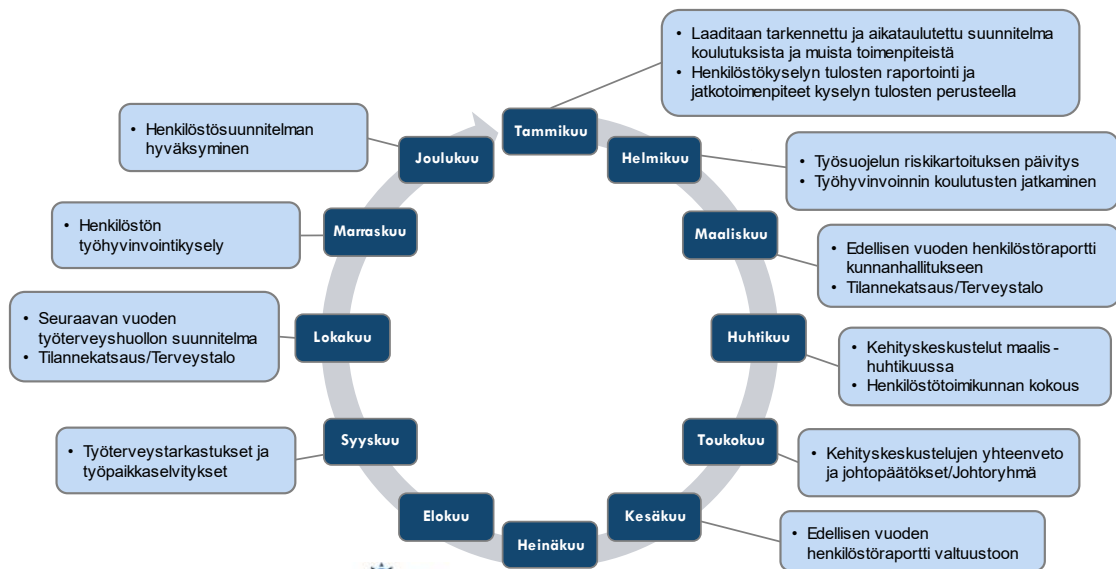 • Laaditaan tarkennettu ja aikataulutettu suunnitelma
koulutuksista ja muista toimenpiteistä
• Henkilöstökyselyn tulosten raportointi ja
jatkotoimenpiteet kyselyn tulosten perusteella
Tammikuu
Helmikuu
• Työsuojelun riskikartoituksen päivitys
• Työhyvinvoinnin koulutusten jatkaminen
Maaliskuu
• Edellisen vuoden henkilöstöraportti
kunnanhallitukseen
• Tilannekatsaus/Terveystalo
Huhtikuu
• Kehityskeskustelut maalis-
huhtikuussa
• Henkilöstötoimikunnan kokous
Toukokuu
• Kehityskeskustelujen yhteenveto
ja johtopäätökset/Johtoryhmä
Kesäkuu
• Edellisen vuoden
henkilöstöraportti valtuustoon
Heinäkuu
Elokuu
Syyskuu
• Työterveystarkastukset ja
työpaikkaselvitykset
Lokakuu
• Seuraavan vuoden
työterveyshuollon suunnitelma
• Tilannekatsaus/Terveystalo
Marraskuu
• Henkilöstön
työhyvinvointikysely
Joulukuu
• Henkilöstösuunnitelman
hyväksyminen